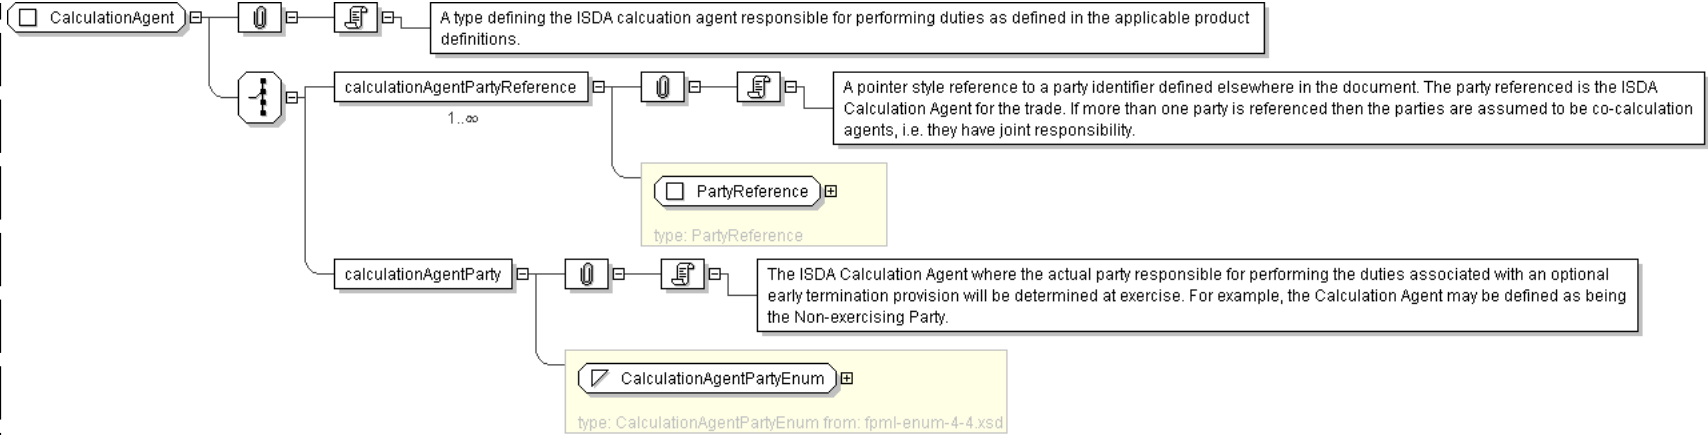 CalculationAgent
A type defining the ISDA calcuation agent responsible for performing duties as defined in the applicable product
definitions.
calculationAgentPartyReference
1..∞
A pointer style reference to a party identifier defined elsewhere in the document. The party referenced is the ISDA
Calculation Agent for the trade. If more than one party is referenced then the parties are assumed to be co-calculation
agents, i.e. they have joint responsibility.
PartyReference
type: PartyReference
calculationAgentParty
The ISDA Calculation Agent where the actual party responsible for performing the duties associated with an optional
early termination provision will be determined at exercise. For example, the Calculation Agent may be defined as being
the Non-exercising Party.
CalculationAgentPartyEnum
type: CalculationAgentPartyEnum from: fpml-enum-4-4.xsd